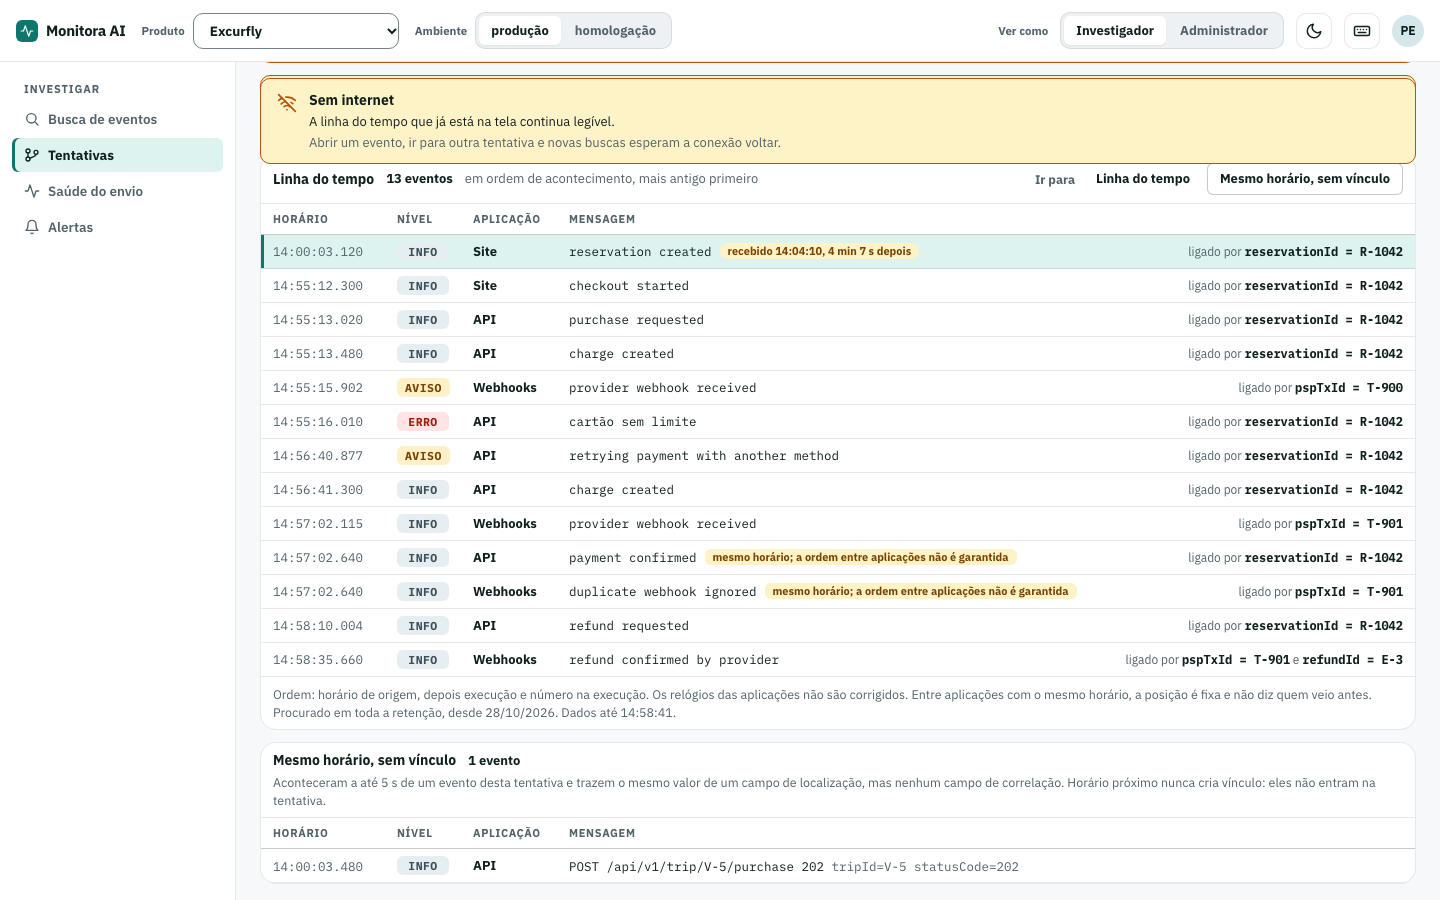 Monitora AI
Produto
Excurfly
Ambiente
produção
homologação
Ver como
Investigador
Administrador
PE
INVESTIGAR
Busca de eventos
Tentativas
Saúde do envio
Alertas
Sem internet
A linha do tempo que já está na tela continua legível.
Abrir um evento, ir para outra tentativa e novas buscas esperam a conexão voltar.
Linha do tempo 13 eventos em ordem de acontecimento, mais antigo primeiro Ir para Linha do tempo Mesmo horário, sem vínculo
HORÁRIO NÍVEL APLICAÇÃO MENSAGEM
14:00:03.120 INFO Site reservation created recebido 14:04:10, 4 min 7 s depois ligado por reservationId = R-1042
14:55:12.300 INFO Site checkout started ligado por reservationId = R-1042
14:55:13.020 INFO API purchase requested ligado por reservationId = R-1042
14:55:13.480 INFO API charge created ligado por reservationId = R-1042
14:55:15.902 AVISO Webhooks provider webhook received ligado por pspTxId = T-900
14:55:16.010 ERRO API cartão sem limite ligado por reservationId = R-1042
14:56:40.877 AVISO API retrying payment with another method ligado por reservationId = R-1042
14:56:41.300 INFO API charge created ligado por reservationId = R-1042
14:57:02.115 INFO Webhooks provider webhook received ligado por pspTxId = T-901
14:57:02.640 INFO API payment confirmed mesmo horário; a ordem entre aplicações não é garantida ligado por reservationId = R-1042
14:57:02.640 INFO Webhooks duplicate webhook ignored mesmo horário; a ordem entre aplicações não é garantida ligado por pspTxId = T-901
14:58:10.004 INFO API refund requested ligado por reservationId = R-1042
14:58:35.660 INFO Webhooks refund confirmed by provider ligado por pspTxId = T-901 e refundId = E-3
Ordem: horário de origem, depois execução e número na execução. Os relógios das aplicações não são corrigidos. Entre aplicações com o mesmo horário, a posição é fixa e não diz quem veio antes.
Procurado em toda a retenção, desde 28/10/2026. Dados até 14:58:41.
Mesmo horário, sem vínculo 1 evento
Aconteceram a até 5 s de um evento desta tentativa e trazem o mesmo valor de um campo de localização, mas nenhum campo de correlação. Horário próximo nunca cria vínculo: eles não entram na
tentativa.
HORÁRIO NÍVEL APLICAÇÃO MENSAGEM
14:00:03.480 INFO API POST /api/v1/trip/V-5/purchase 202 tripId=V-5 statusCode=202